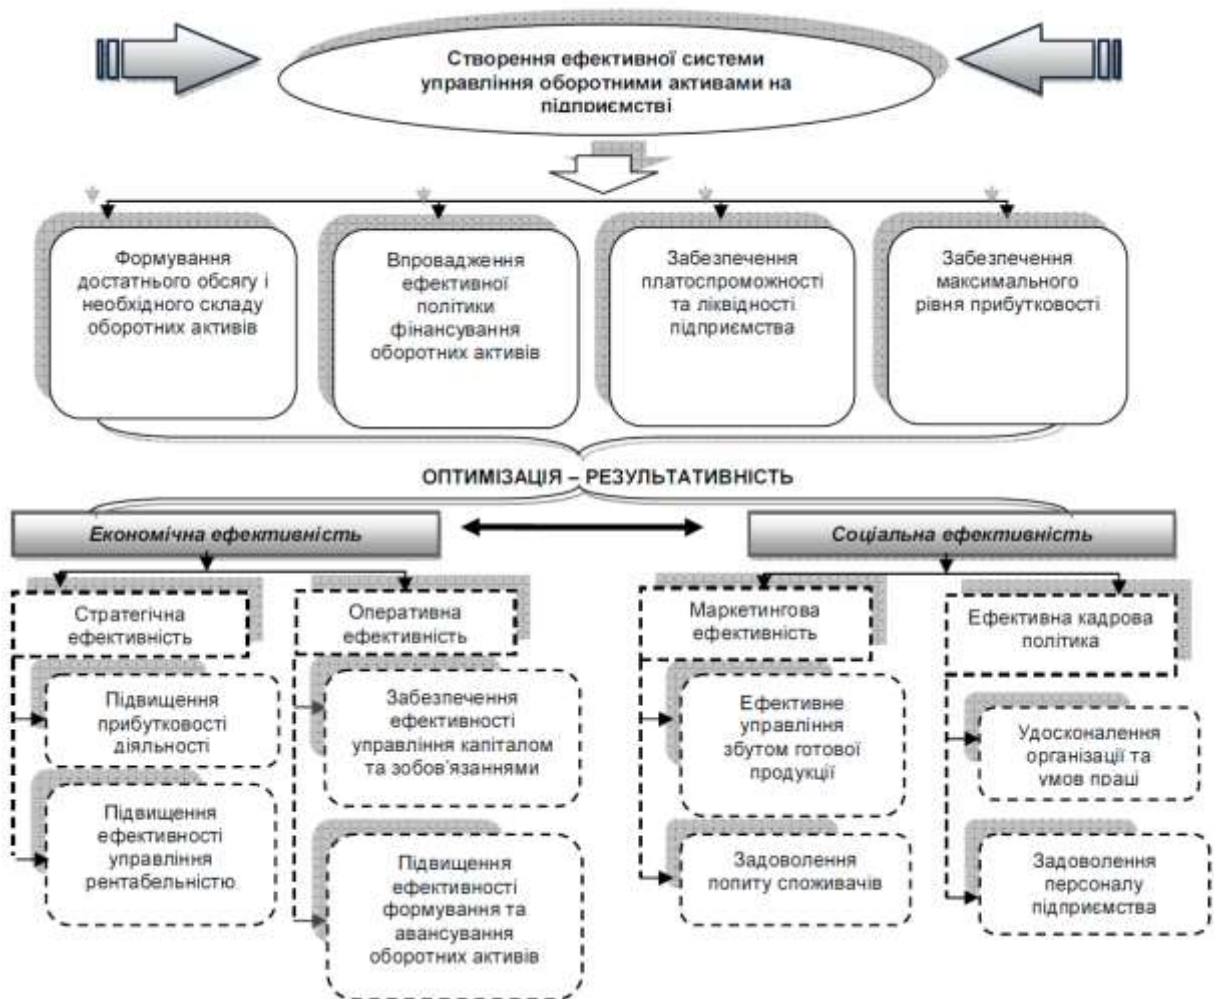 Створення ефективної системи
управління оборотними активами на
підприємстві
Формування
достатнього обсягу і
необхідного складу
оборотних активів
Впровадження
ефективної
політики
фінансування
оборотних активів
Забезпечення
платоспроможності
та ліквідності
підприємства
Забезпечення
максимального
рівня прибутковості
ОПТИМІЗАЦІЯ – РЕЗУЛЬТАТИВНІСТЬ
Економічна ефективність
Соціальна ефективність
Стратегічна
ефективність
Оперативна
ефективність
Маркетингова
ефективність
Ефективна кадрова
політика
Підвищення
прибутковості
діяльності
Забезпечення
ефективності
управління капіталом
та зобов'язаннями
Ефективне
управління
збутом готової
продукції
Удосконалення
організації та
умов праці
Підвищення
ефективності
управління
рентабельністю
Підвищення
ефективності
формування та
авансування
оборотних активів
Задоволення
попиту споживачів
Задоволення
персоналу
підприємства